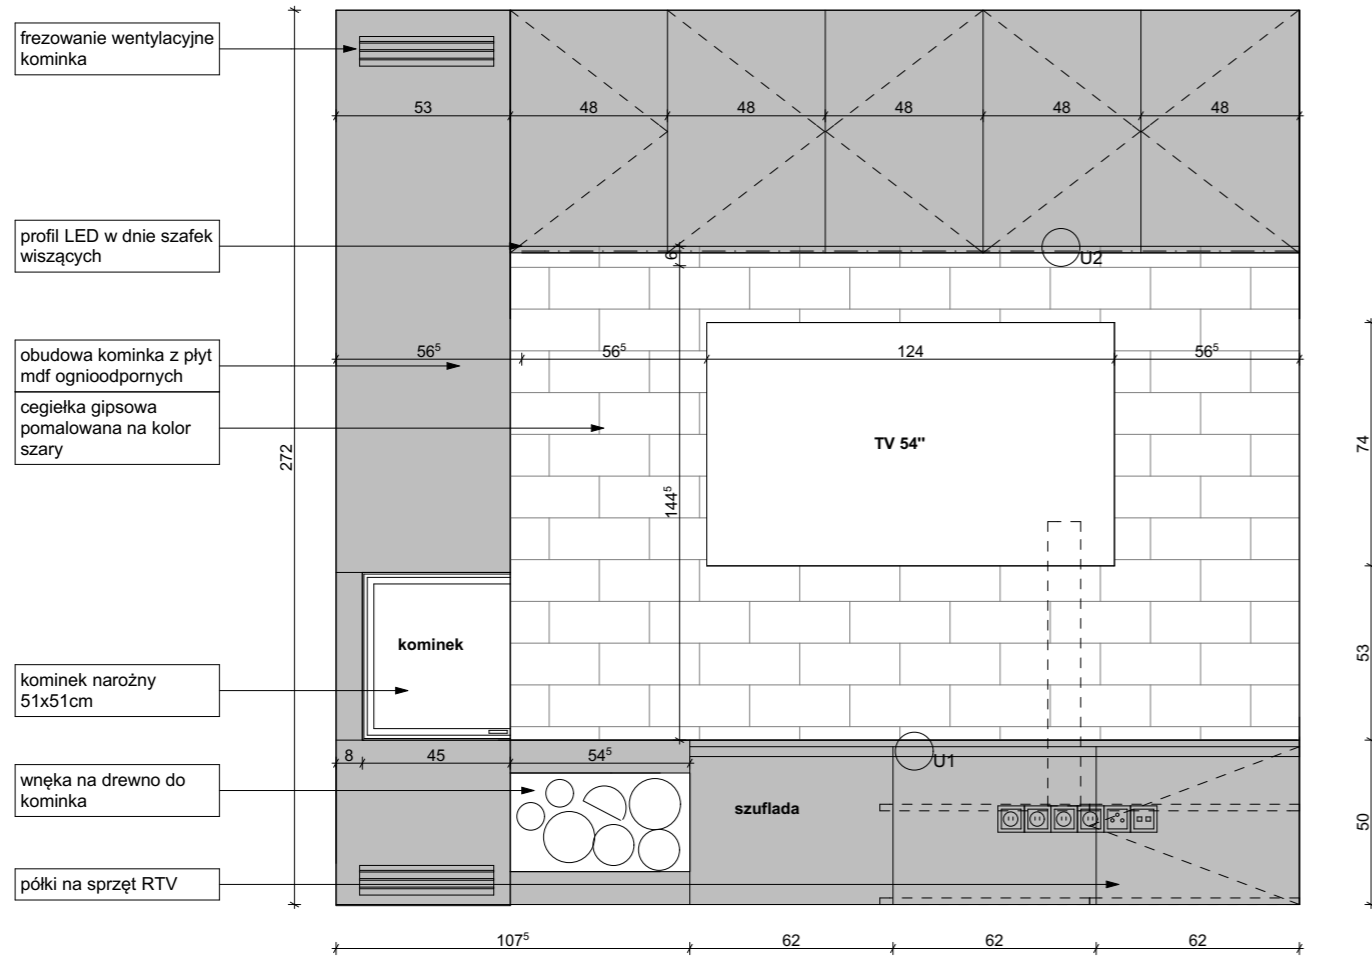 frezowanie wentylacyjne
kominka
53
48
48
48
48
48
profil LED w dnie szafek
wiszących
6
U2
obudowa kominka z płyt
mdf ognioodpornych
56⁵
56⁵
124
56⁵
cegiełka gipsowa
pomalowana na kolor
szary
272
TV 54"
74
144⁵
kominek
53
kominek narożny
51x51cm
8
45
54⁵
U1
wnęka na drewno do
kominka
szuflada
50
półki na sprzęt RTV
107⁵
62
62
62